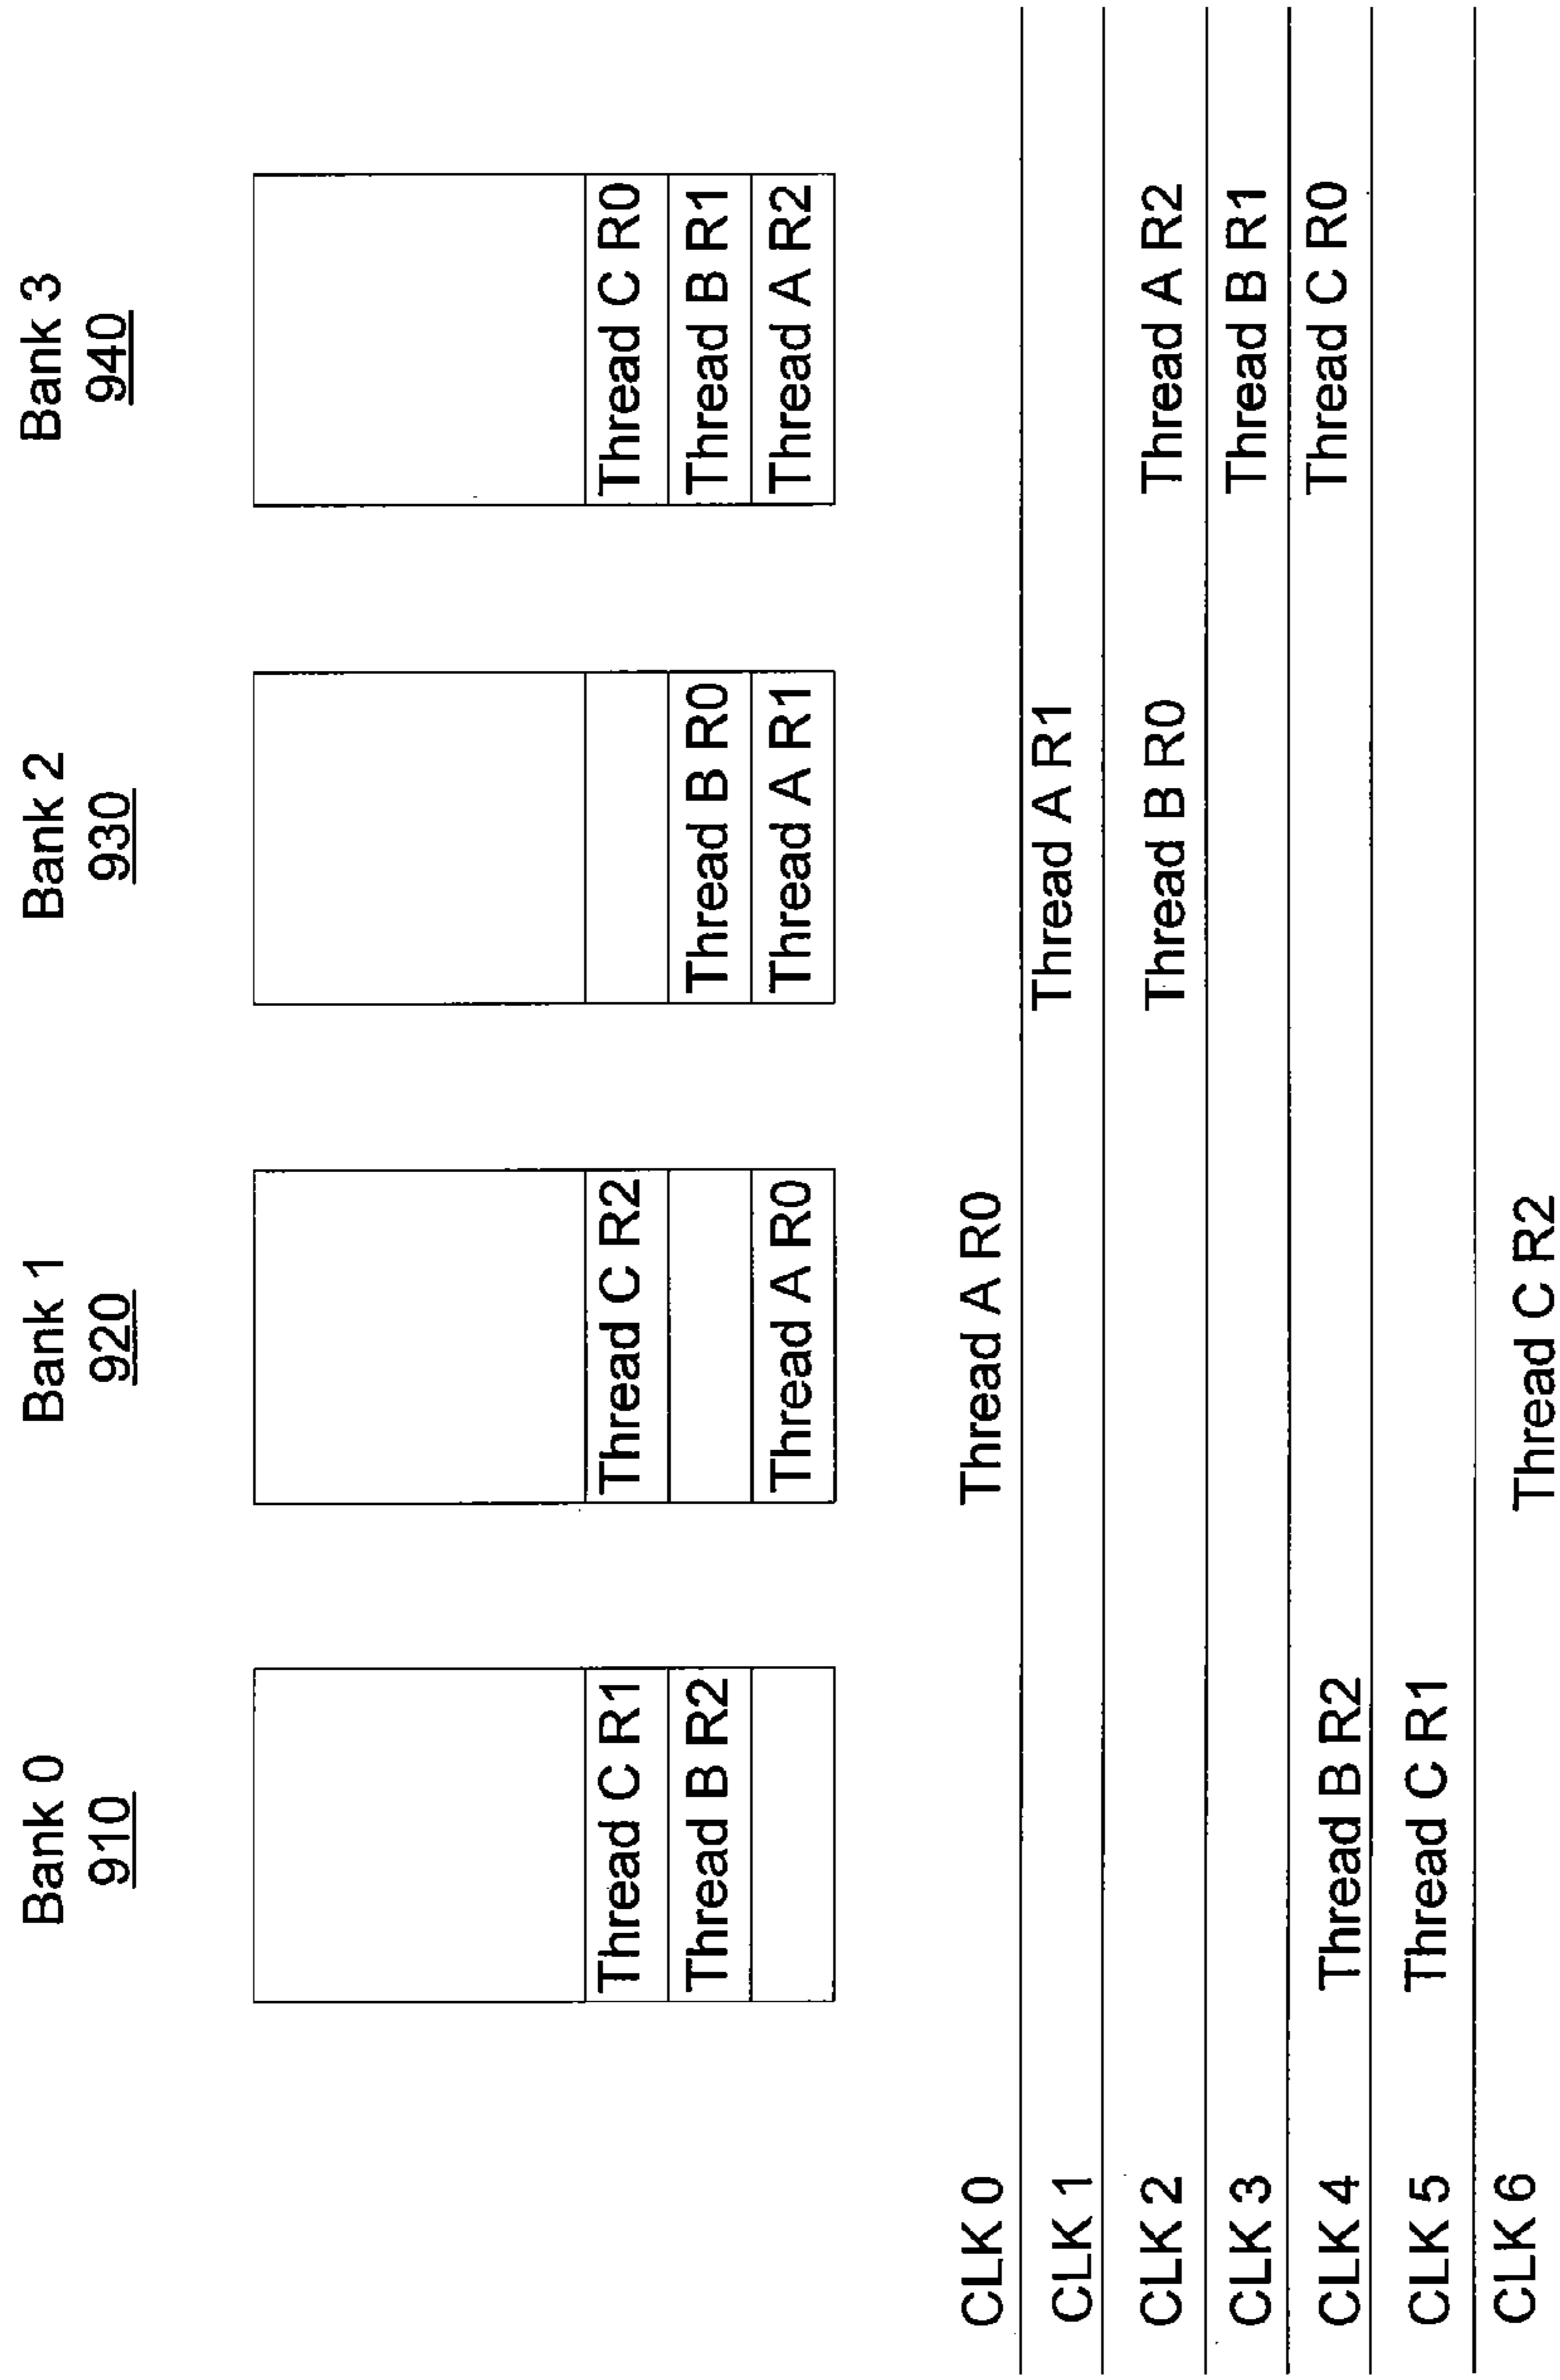 Bank 0 Bank 1 Bank 2 Bank 3
910 920 930 940
Thread C R1 Thread C R2 Thread C R0
Thread B R2 Thread B R0 Thread B R1
Thread A R0 Thread A R1 Thread A R2
CLK 0 Thread A R0
CLK 1 Thread A R1
CLK 2 Thread B R0 Thread A R2
CLK 3 Thread B R1
CLK 4 Thread B R2 Thread C R0
CLK 5 Thread C R1
CLK 6 Thread C R2